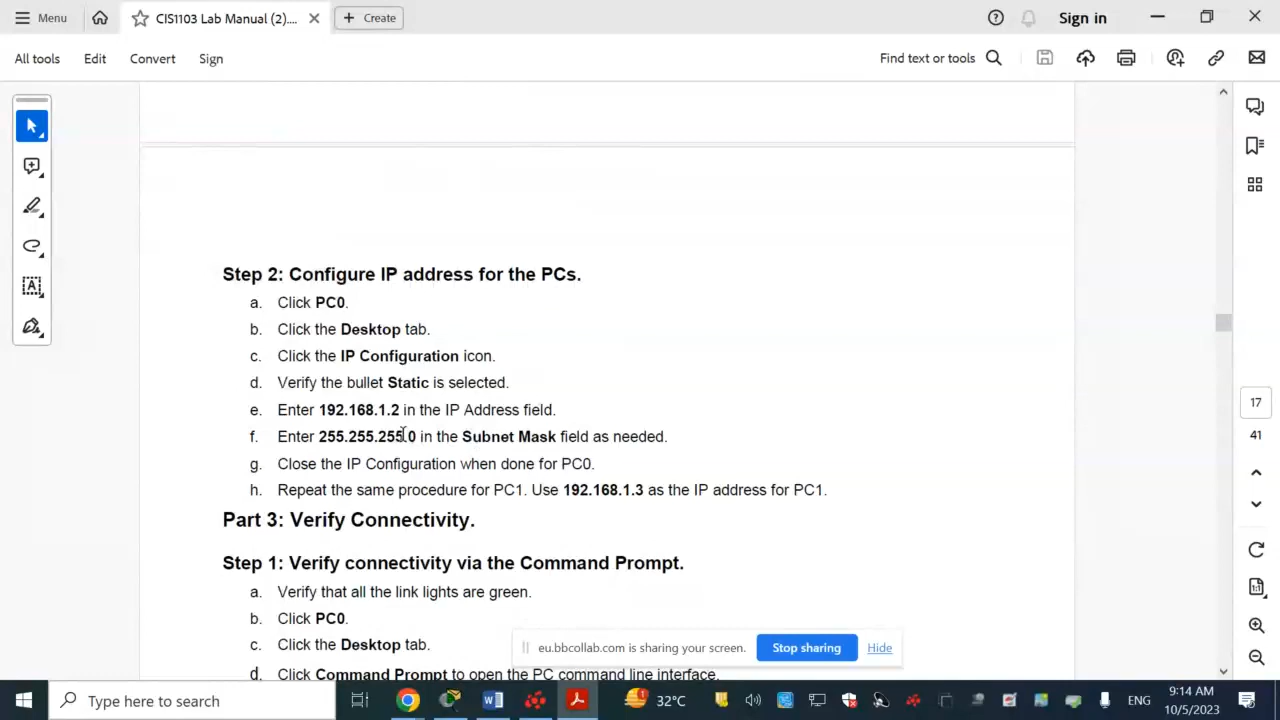 Menu
CIS1103 Lab Manual (2)....
Create
Sign in
All tools
Edit
Convert
Sign
Find text or tools
Step 2: Configure IP address for the PCs.
a. Click PC0.
b. Click the Desktop tab.
c. Click the IP Configuration icon.
d. Verify the bullet Static is selected.
e. Enter 192.168.1.2 in the IP Address field.
f. Enter 255.255.255.0 in the Subnet Mask field as needed.
g. Close the IP Configuration when done for PC0.
h. Repeat the same procedure for PC1. Use 192.168.1.3 as the IP address for PC1.
Part 3: Verify Connectivity.
Step 1: Verify connectivity via the Command Prompt.
a. Verify that all the link lights are green.
b. Click PC0.
c. Click the Desktop tab.
d. Click Command Prompt to open the PC command line interface.
17
41
eu.bbcollab.com is sharing your screen.
Stop sharing
Hide
Type here to search
32°C
ENG
9:14 AM
10/5/2023